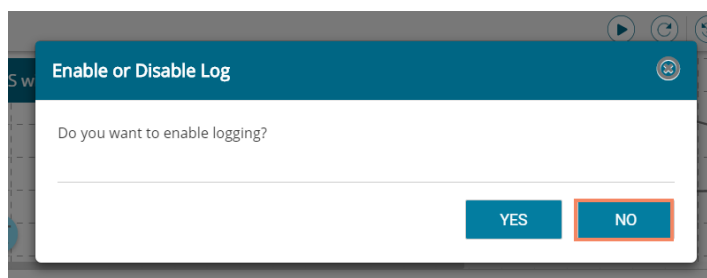 S w
Enable or Disable Log
Do you want to enable logging?
YES
NO